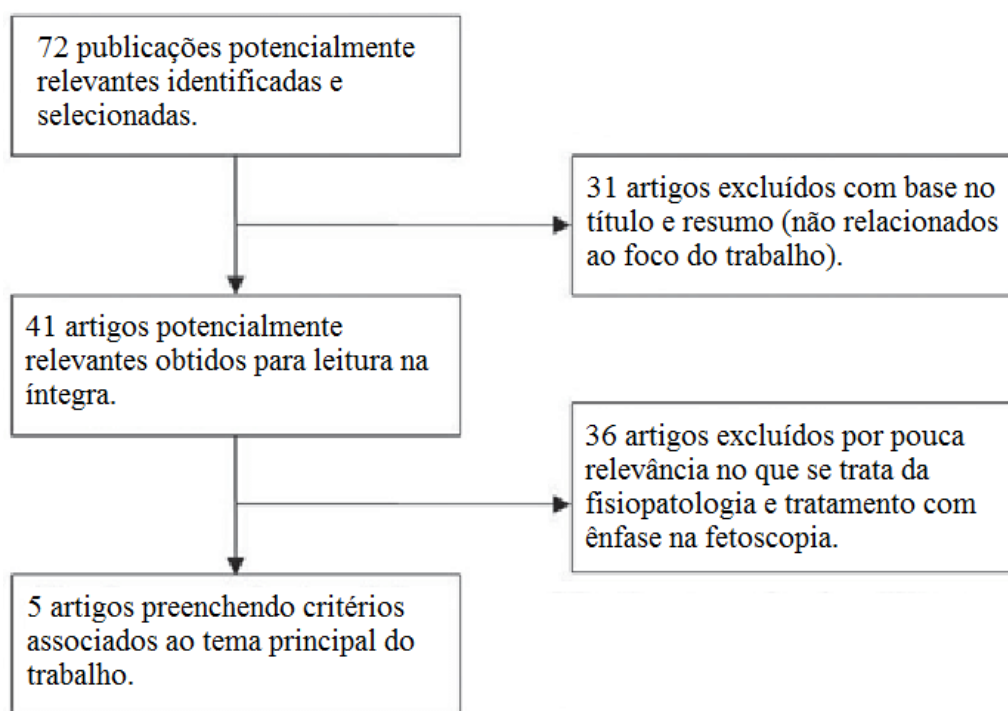 72 publicações potencialmente
relevantes identificadas e
selecionadas.
31 artigos excluídos com base no
título e resumo (não relacionados
ao foco do trabalho).
41 artigos potencialmente
relevantes obtidos para leitura na
íntegra.
36 artigos excluídos por pouca
relevância no que se trata da
fisiopatologia e tratamento com
ênfase na fetoscopia.
5 artigos preenchendo critérios
associados ao tema principal do
trabalho.